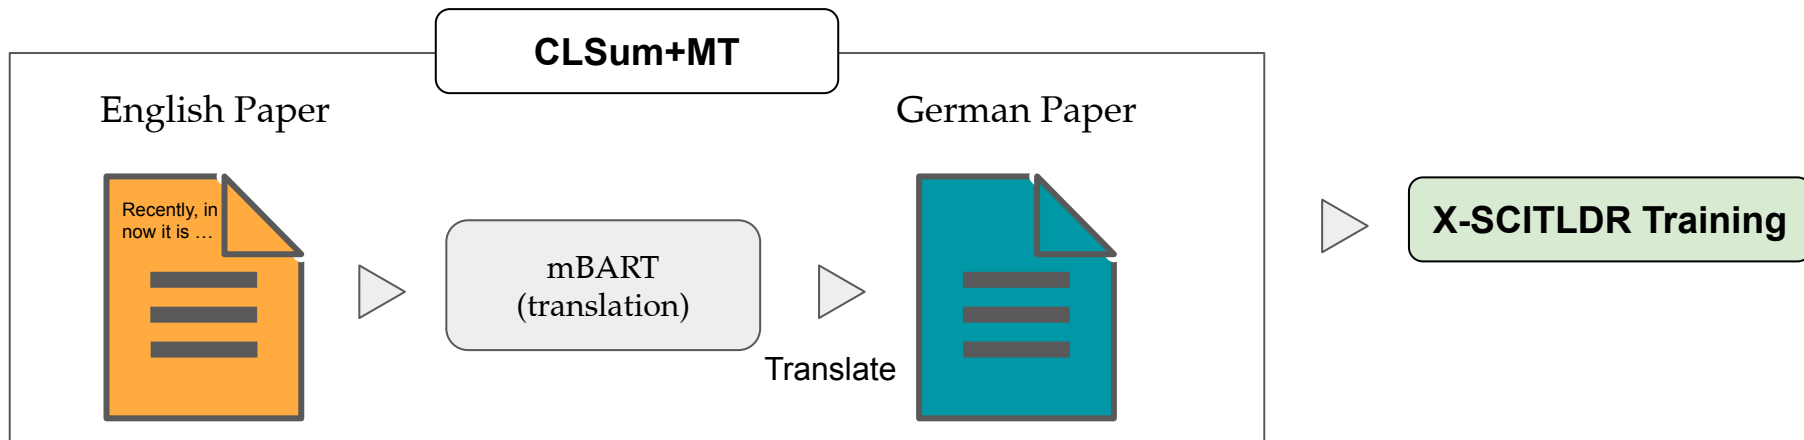 CLSum+MT
English Paper
German Paper
Recently, in
now it is …
mBART
(translation)
Translate
X-SCITLDR Training